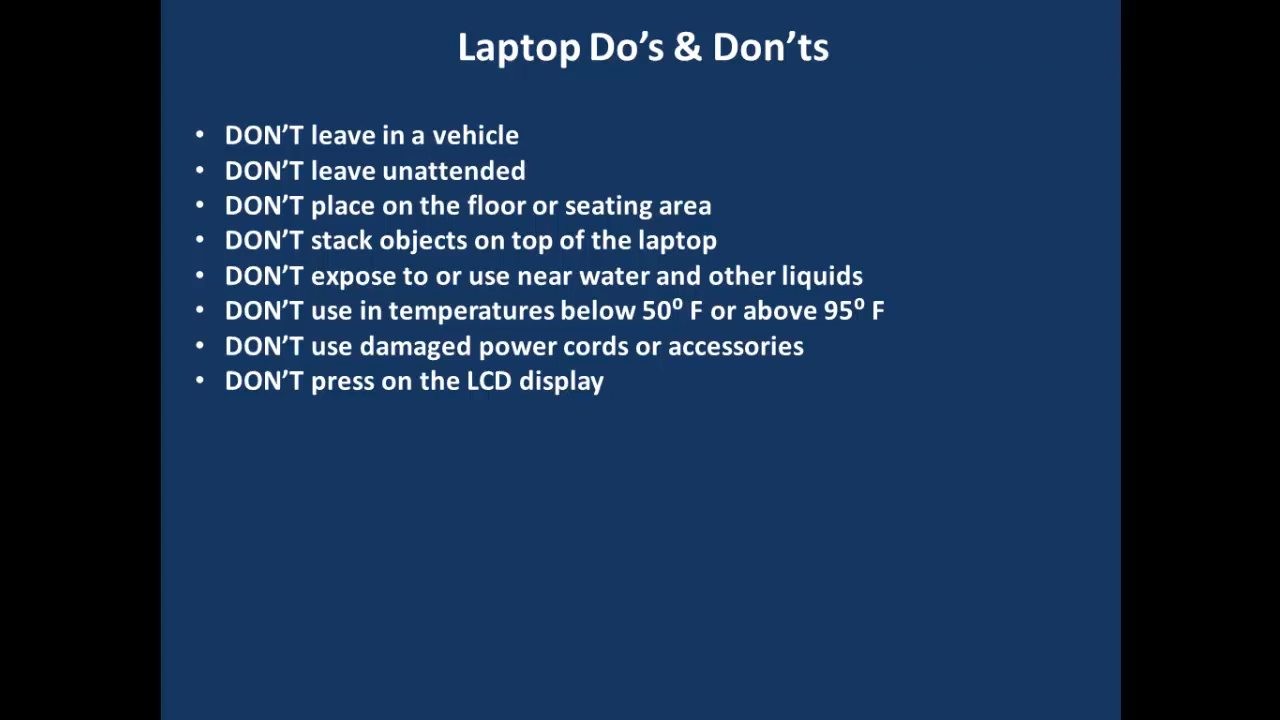 Laptop Do’s & Don’ts
• DON’T leave in a vehicle
• DON’T leave unattended
• DON’T place on the floor or seating area
• DON’T stack objects on top of the laptop
• DON’T expose to or use near water and other liquids
• DON’T use in temperatures below 50⁰ F or above 95⁰ F
• DON’T use damaged power cords or accessories
• DON’T press on the LCD display